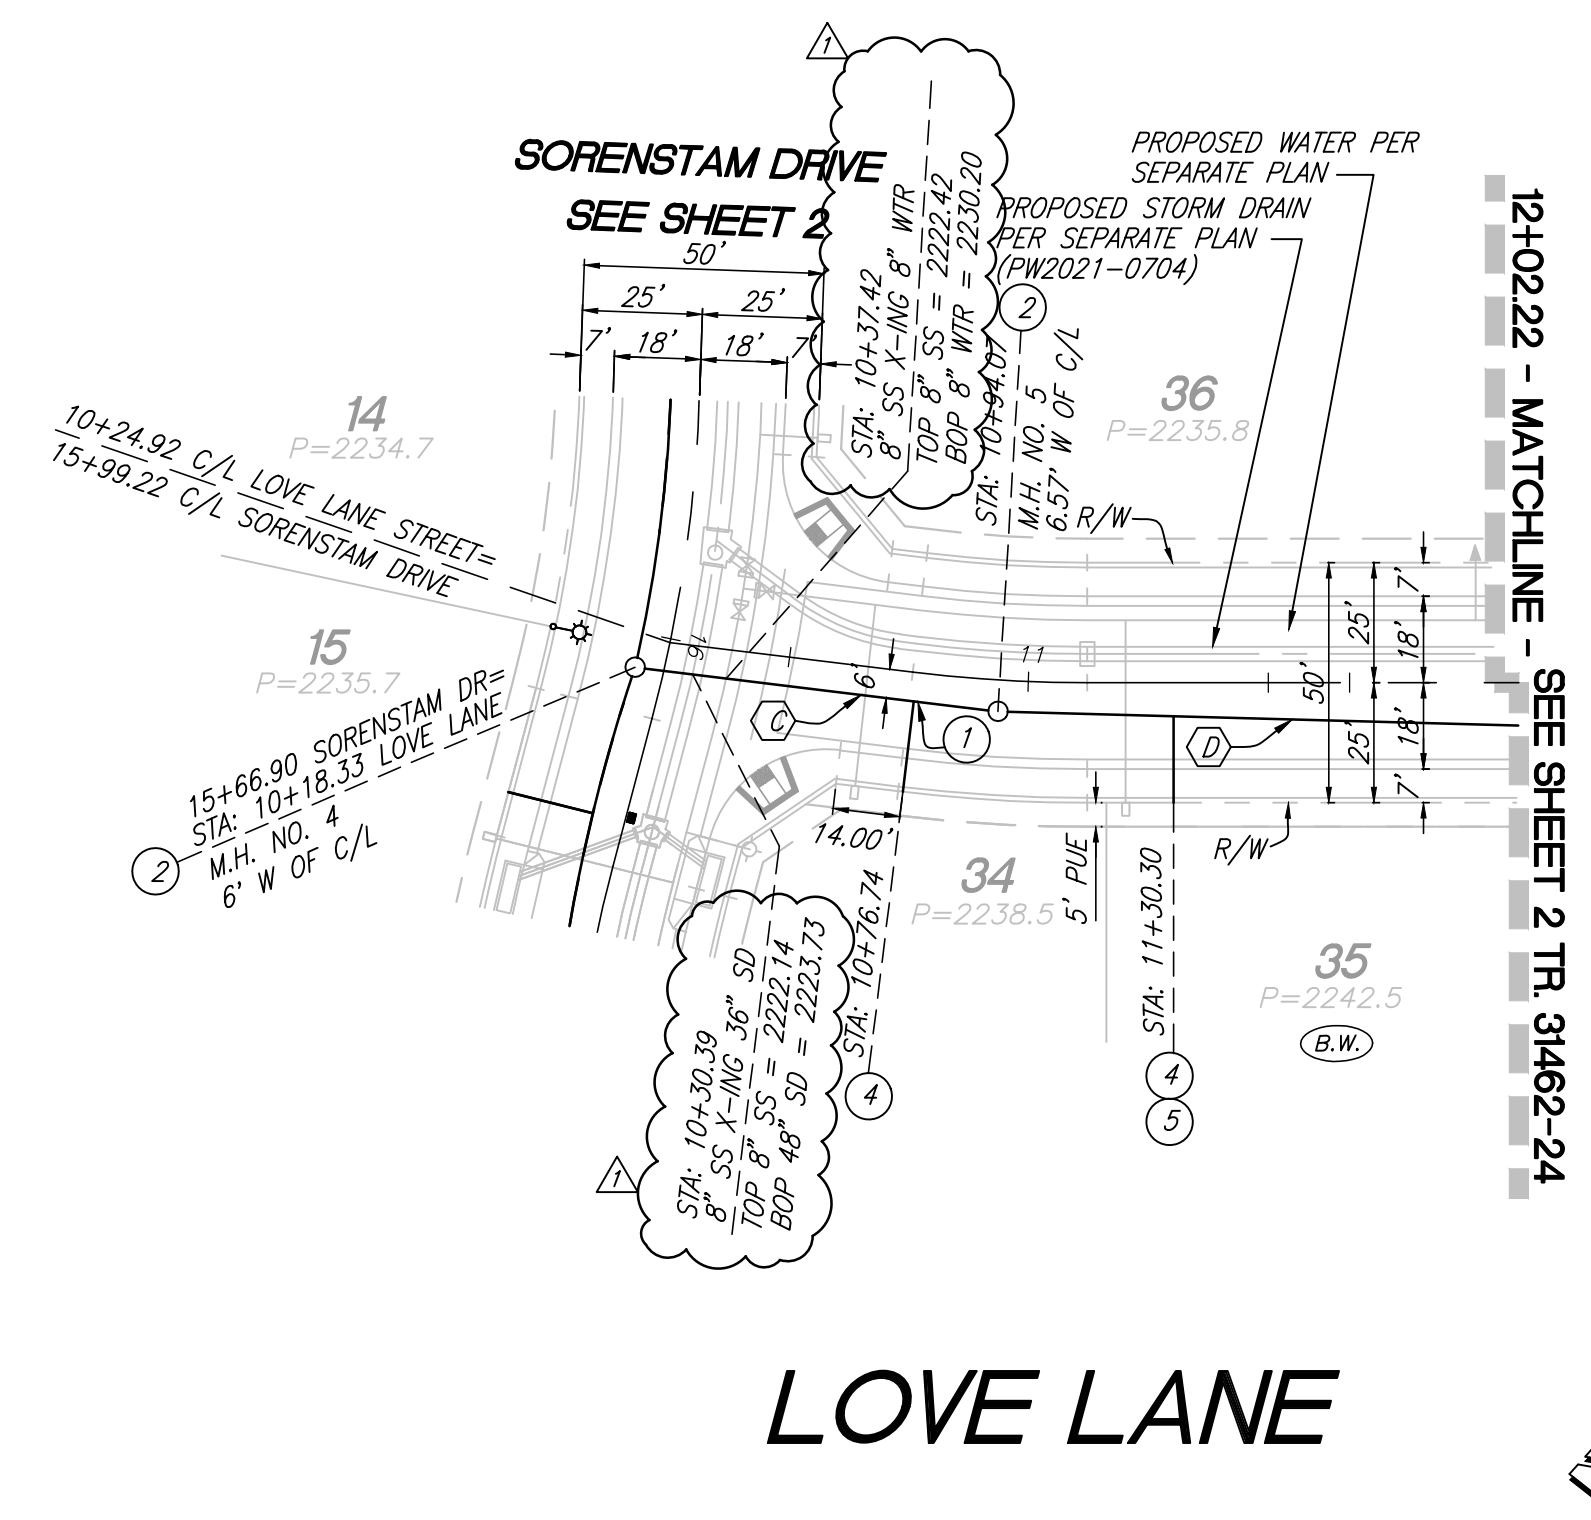 1
SORENSTAM DRIVE
SEE SHEET 2
50'
25'
25'
7'
18'
18'
7'
STA: 10+37.42
8" SS X-ING 8" WTR
TOP 8" SS = 2222.42
BOP 8" WTR = 2230.20
PROPOSED WATER PER
SEPARATE PLAN
PROPOSED STORM DRAIN
PER SEPARATE PLAN
(PW2021-0704)
2
STA: 10+94.07
M.H. NO. 5
6.57' W OF C/L
R/W
36
P=2235.8
14
P=2234.7
10+24.92 C/L LOVE LANE STREET=
15+99.22 C/L SORENSTAM DRIVE
15
P=2235.7
15+66.90 SORENSTAM DR=
STA: 10+18.33 LOVE LANE
M.H. NO. 4
6' W OF C/L
2
16
11
6'
C
1
D
50'
25'
25'
7'
18'
18'
7'
14.00'
34
P=2238.5
5' PUE
R/W
STA: 10+76.74
4
STA: 11+30.30
4
5
35
P=2242.5
B.W.
1
STA: 10+30.39
8" SS X-ING 36" SD
TOP 8" SS = 2222.14
BOP 48" SD = 2223.73
12+02.22 - MATCHLINE - SEE SHEET 2 TR. 31462-24
LOVE LANE